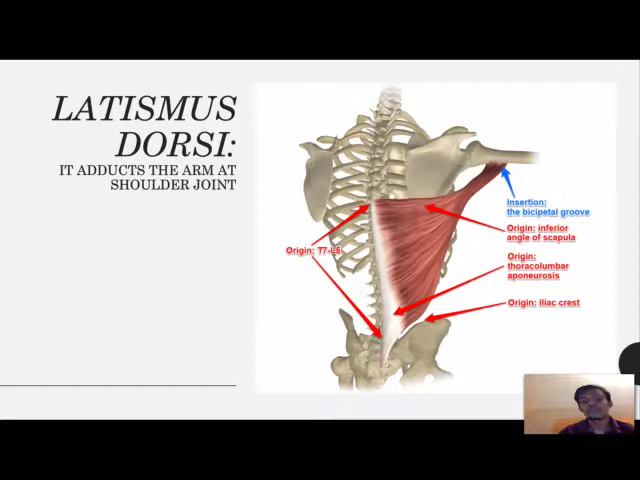 LATISMUS
DORSI:
IT ADDUCTS THE ARM AT
SHOULDER JOINT
Insertion:
the bicipetal groove
Origin: inferior
angle of scapula
Origin: T7-L5
Origin:
thoracolumbar
aponeurosis
Origin: iliac crest